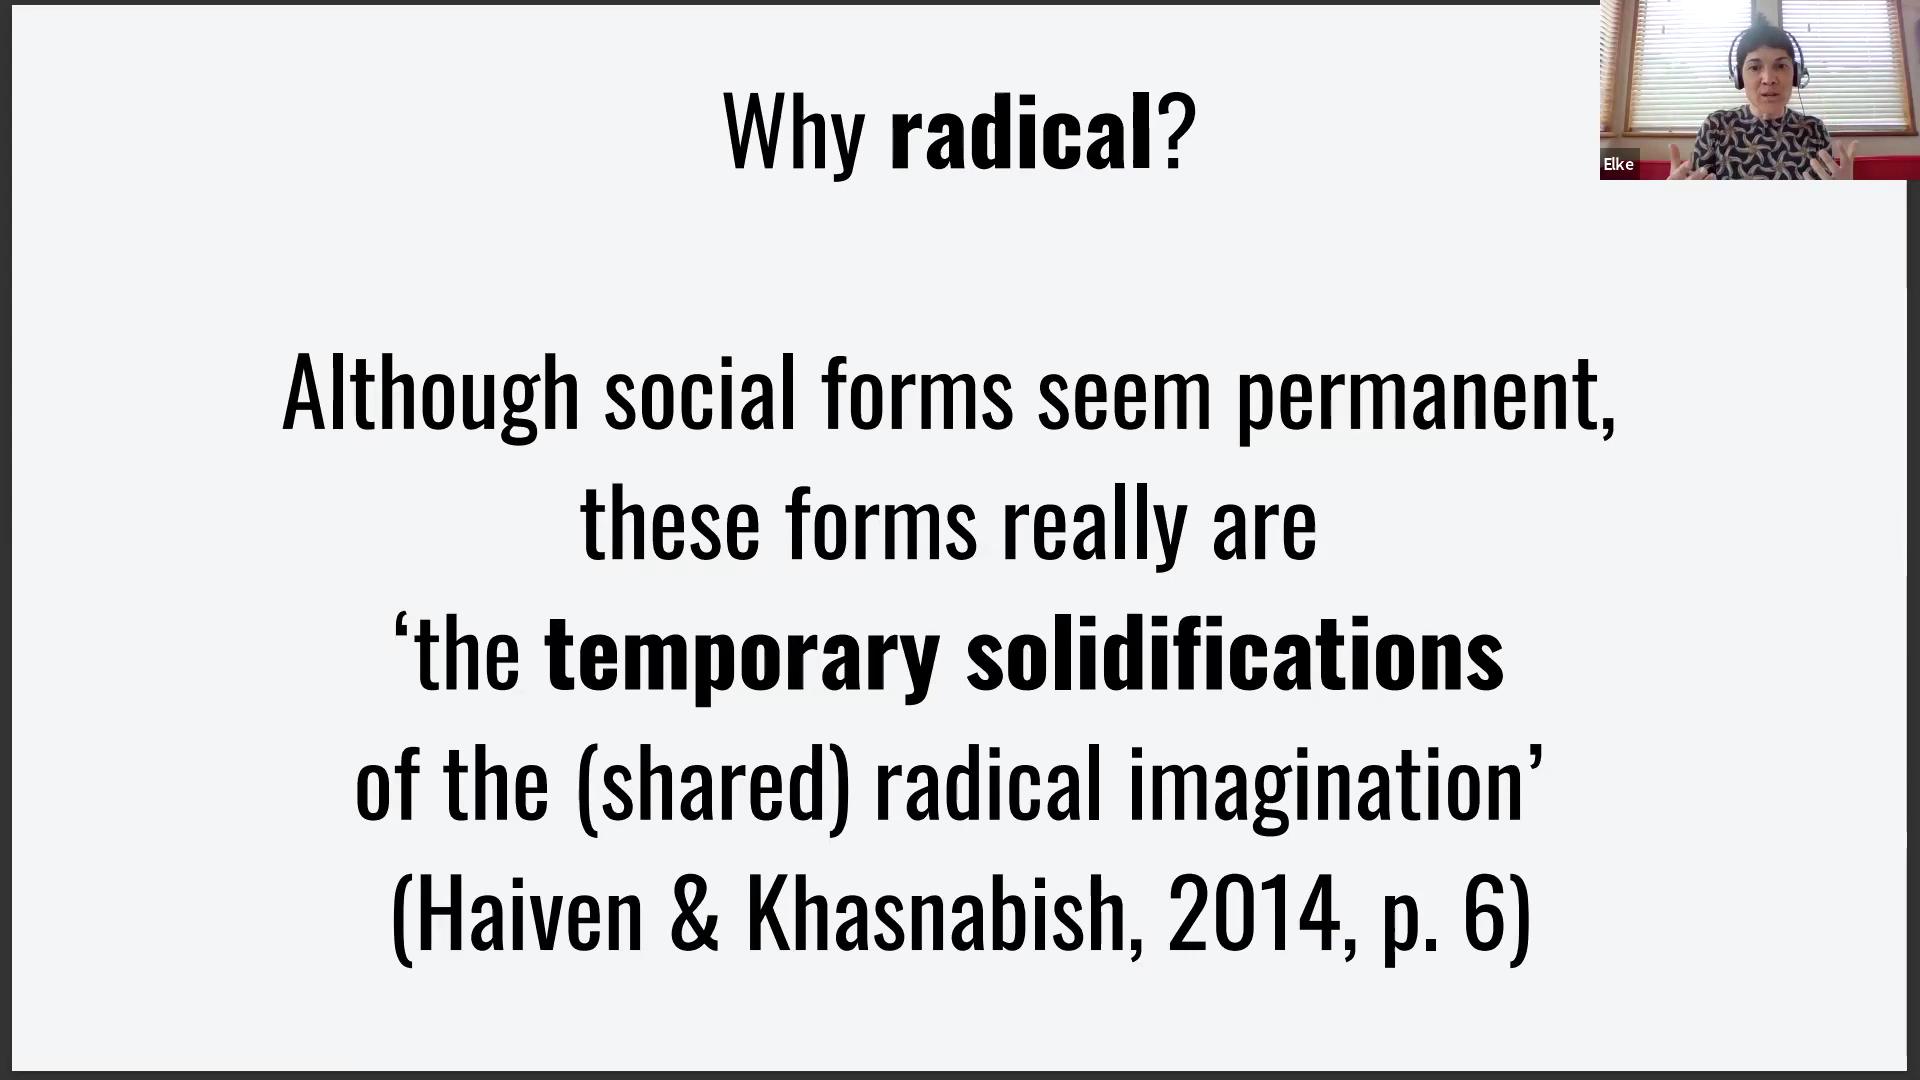 Why radical?
Elke
Although social forms seem permanent,
these forms really are
‘the temporary solidifications
of the (shared) radical imagination’
(Haiven & Khasnabish, 2014, p. 6)